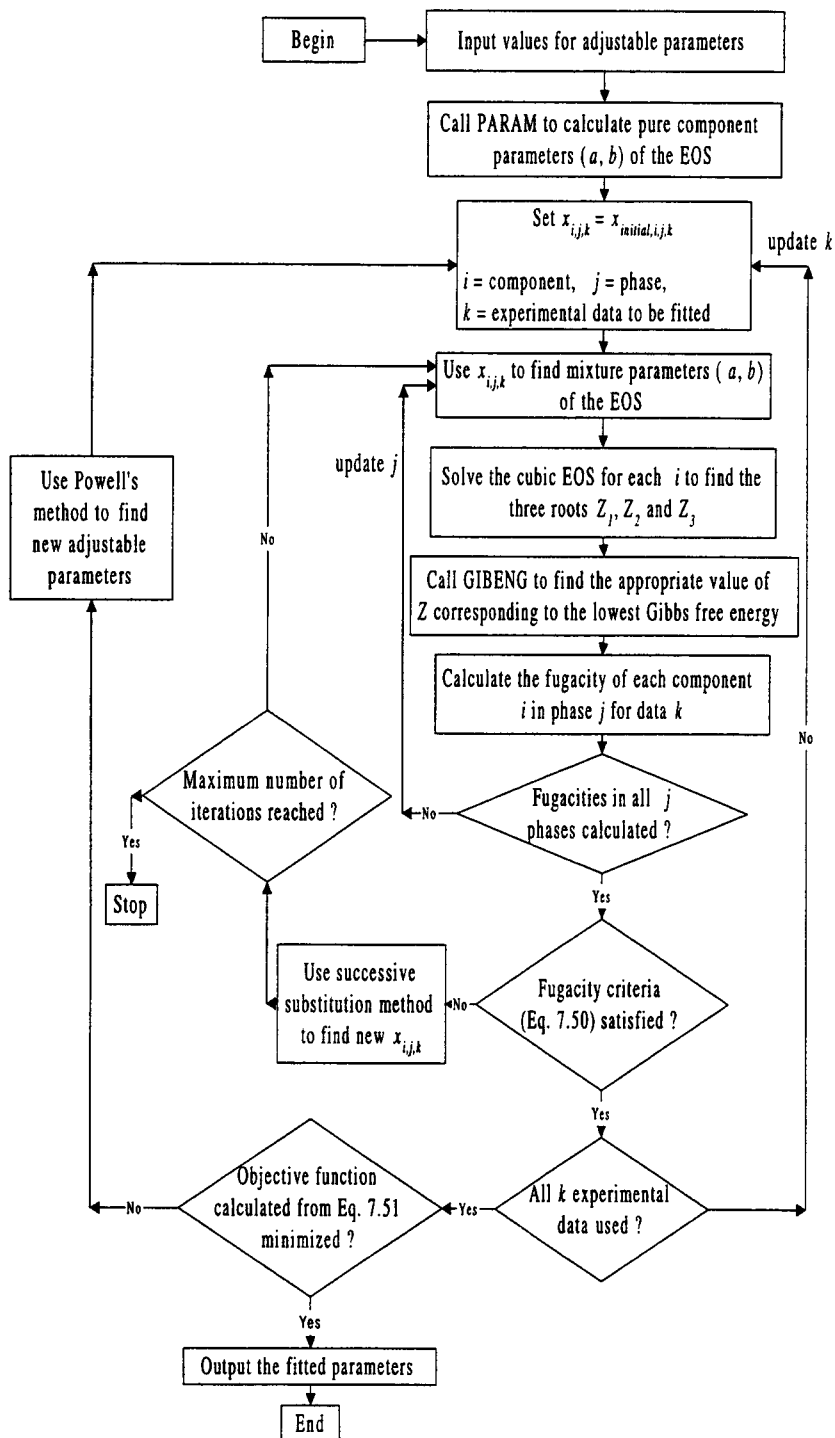 Begin
Input values for adjustable parameters
Call PARAM to calculate pure component
parameters (a, b) of the EOS
Set x_{i,j,k} = x_{initial,i,j,k}
i = component, j = phase,
k = experimental data to be fitted
update k
Use x_{i,j,k} to find mixture parameters ( a, b)
of the EOS
update j
Solve the cubic EOS for each i to find the
three roots Z_1, Z_2 and Z_3
Use Powell's
method to find
new adjustable
parameters
No
Call GIBENG to find the appropriate value of
Z corresponding to the lowest Gibbs free energy
Calculate the fugacity of each component
i in phase j for data k
No
Maximum number of
iterations reached ?
Fugacities in all j
phases calculated ?
No
Yes
Stop
Yes
Use successive
substitution method
to find new x_{i,j,k}
No
Fugacity criteria
(Eq. 7.50) satisfied ?
Yes
Objective function
calculated from Eq. 7.51
minimized ?
No
Yes
All k experimental
data used ?
Yes
Output the fitted parameters
End